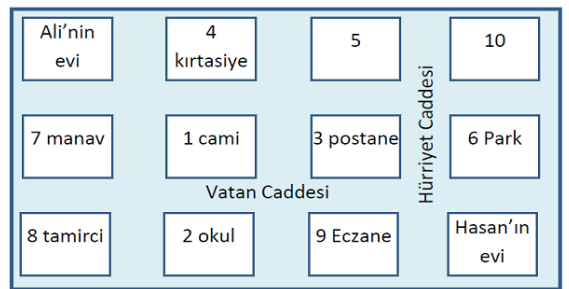 Ali’nin
evi
4
kırtasiye
5
10
7 manav
1 cami
3 postane
Hürriyet Caddesi
6 Park
Vatan Caddesi
8 tamirci
2 okul
9 Eczane
Hasan’ın
evi